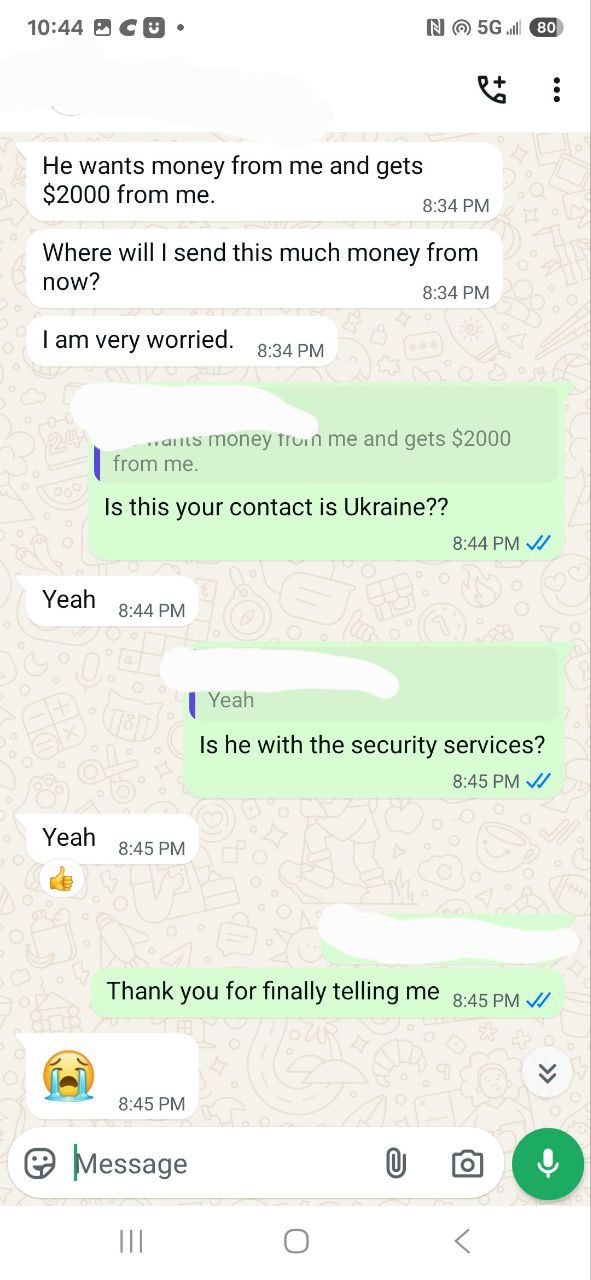 10:44
5G
80
He wants money from me and gets
$2000 from me.
8:34 PM
Where will I send this much money from
now?
8:34 PM
I am very worried.
8:34 PM
wants money from me and gets $2000
from me.
Is this your contact is Ukraine??
8:44 PM
Yeah
8:44 PM
Yeah
Is he with the security services?
8:45 PM
Yeah
8:45 PM
Thank you for finally telling me
8:45 PM
8:45 PM
Message